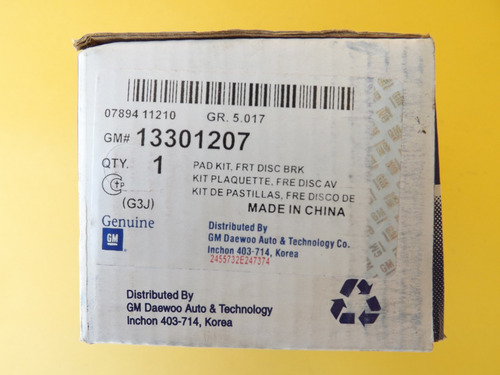 07894 11210 GR. 5.017
GM# 13301207
QTY. 1 PAD KIT, FRT DISC BRK
KIT PLAQUETTE, FRE DISC AV
KIT DE PASTILLAS, FRE DISCO DE
(G3J) MADE IN CHINA
Genuine
GM
Distributed By
GM Daewoo Auto & Technology Co.
Inchon 403-714, Korea
2455732E247374
Distributed By
GM Daewoo Auto & Technology
Inchon 403-714, Korea